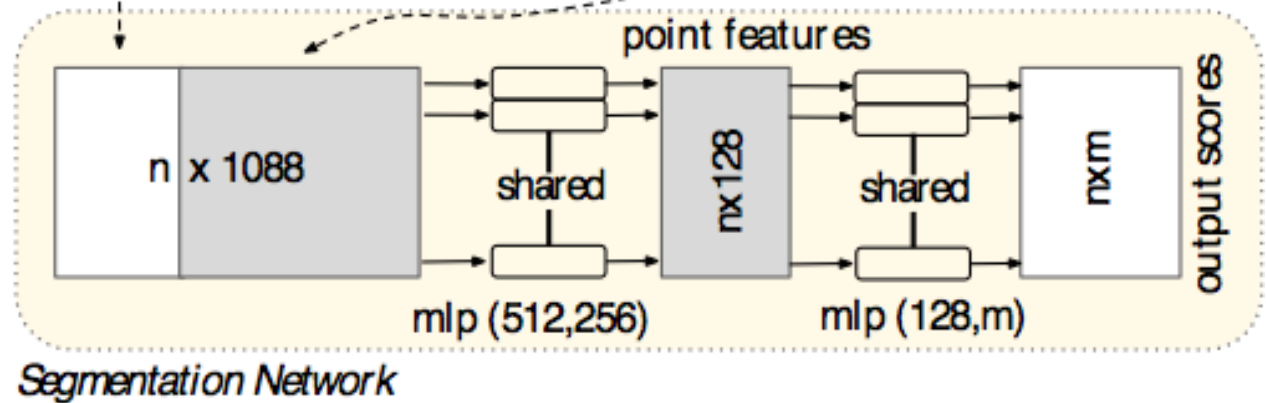 point features
n x 1088
shared
nx128
shared
nxm
output scores
mlp (512,256)
mlp (128,m)
Segmentation Network